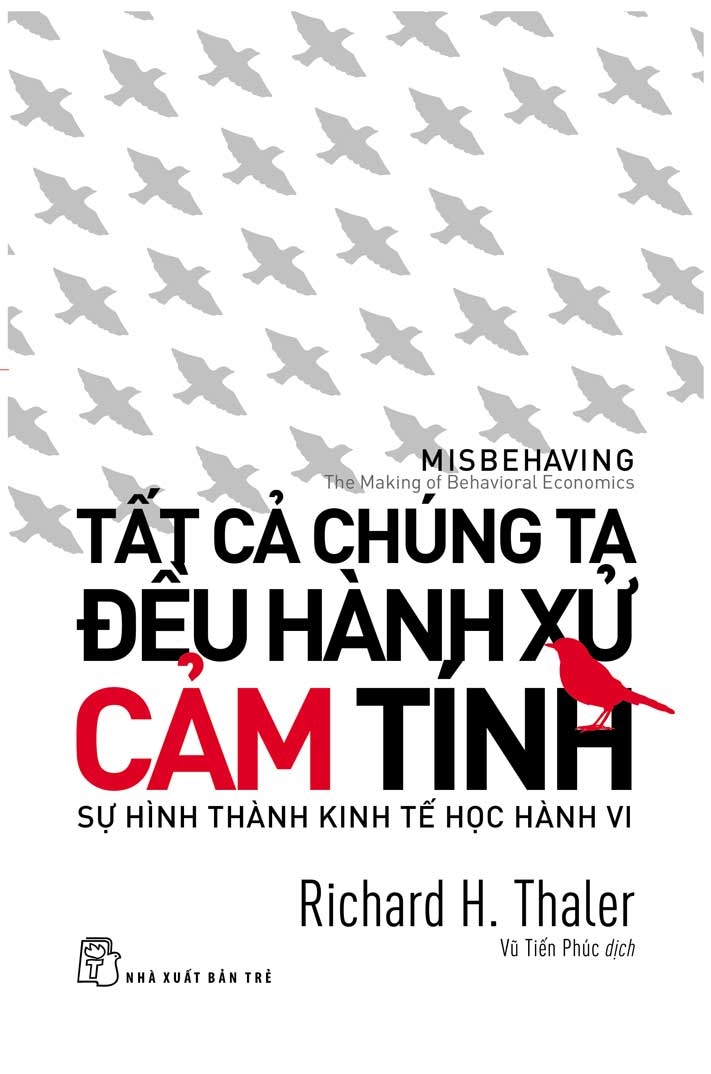 MISBEHAVING
The Making of Behavioral Economics
TẤT CẢ CHÚNG TA
ĐỀU HÀNH XỬ
CẢM TÍNH
SỰ HÌNH THÀNH KINH TẾ HỌC HÀNH VI
Richard H. Thaler
Vũ Tiến Phúc dịch
T
NHÀ XUẤT BẢN TRẺ